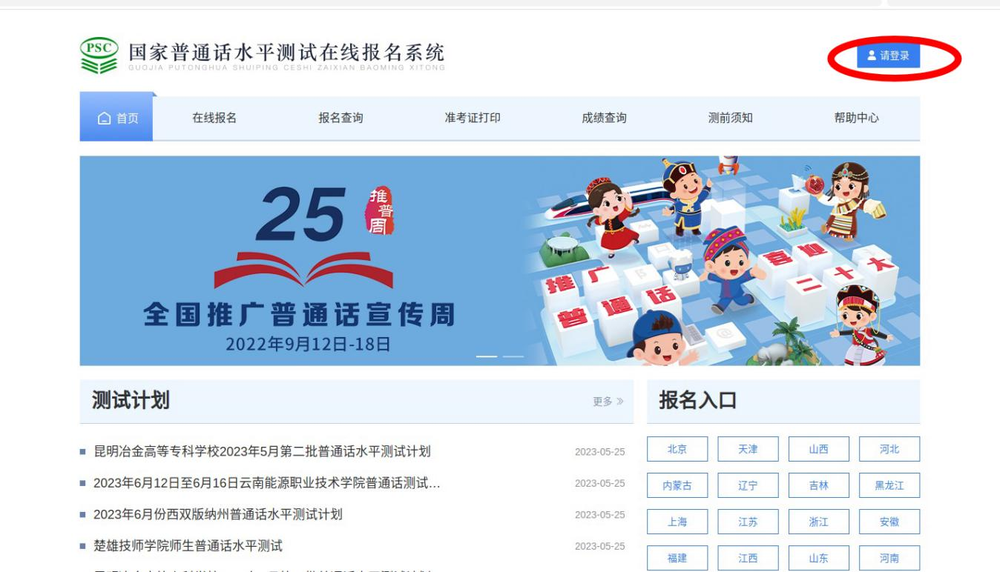 PSC 国家普通话水平测试在线报名系统
GUOJIA PUTONGHUA SHUIPING CESHI ZAIXIAN BAOMING XITONG
请登录
首页 在线报名 报名查询 准考证打印 成绩查询 测前须知 帮助中心
25 推普周
全国推广普通话宣传周
2022年9月12日-18日
推广普通话
喜迎二十大
测试计划 更多
昆明冶金高等专科学校2023年5月第二批普通话水平测试计划 2023-05-25
2023年6月12日至6月16日云南能源职业技术学院普通话测试… 2023-05-25
2023年6月份西双版纳州普通话水平测试计划 2023-05-25
楚雄技师学院师生普通话水平测试 2023-05-25
报名入口
北京 天津 山西 河北
内蒙古 辽宁 吉林 黑龙江
上海 江苏 浙江 安徽
福建 江西 山东 河南